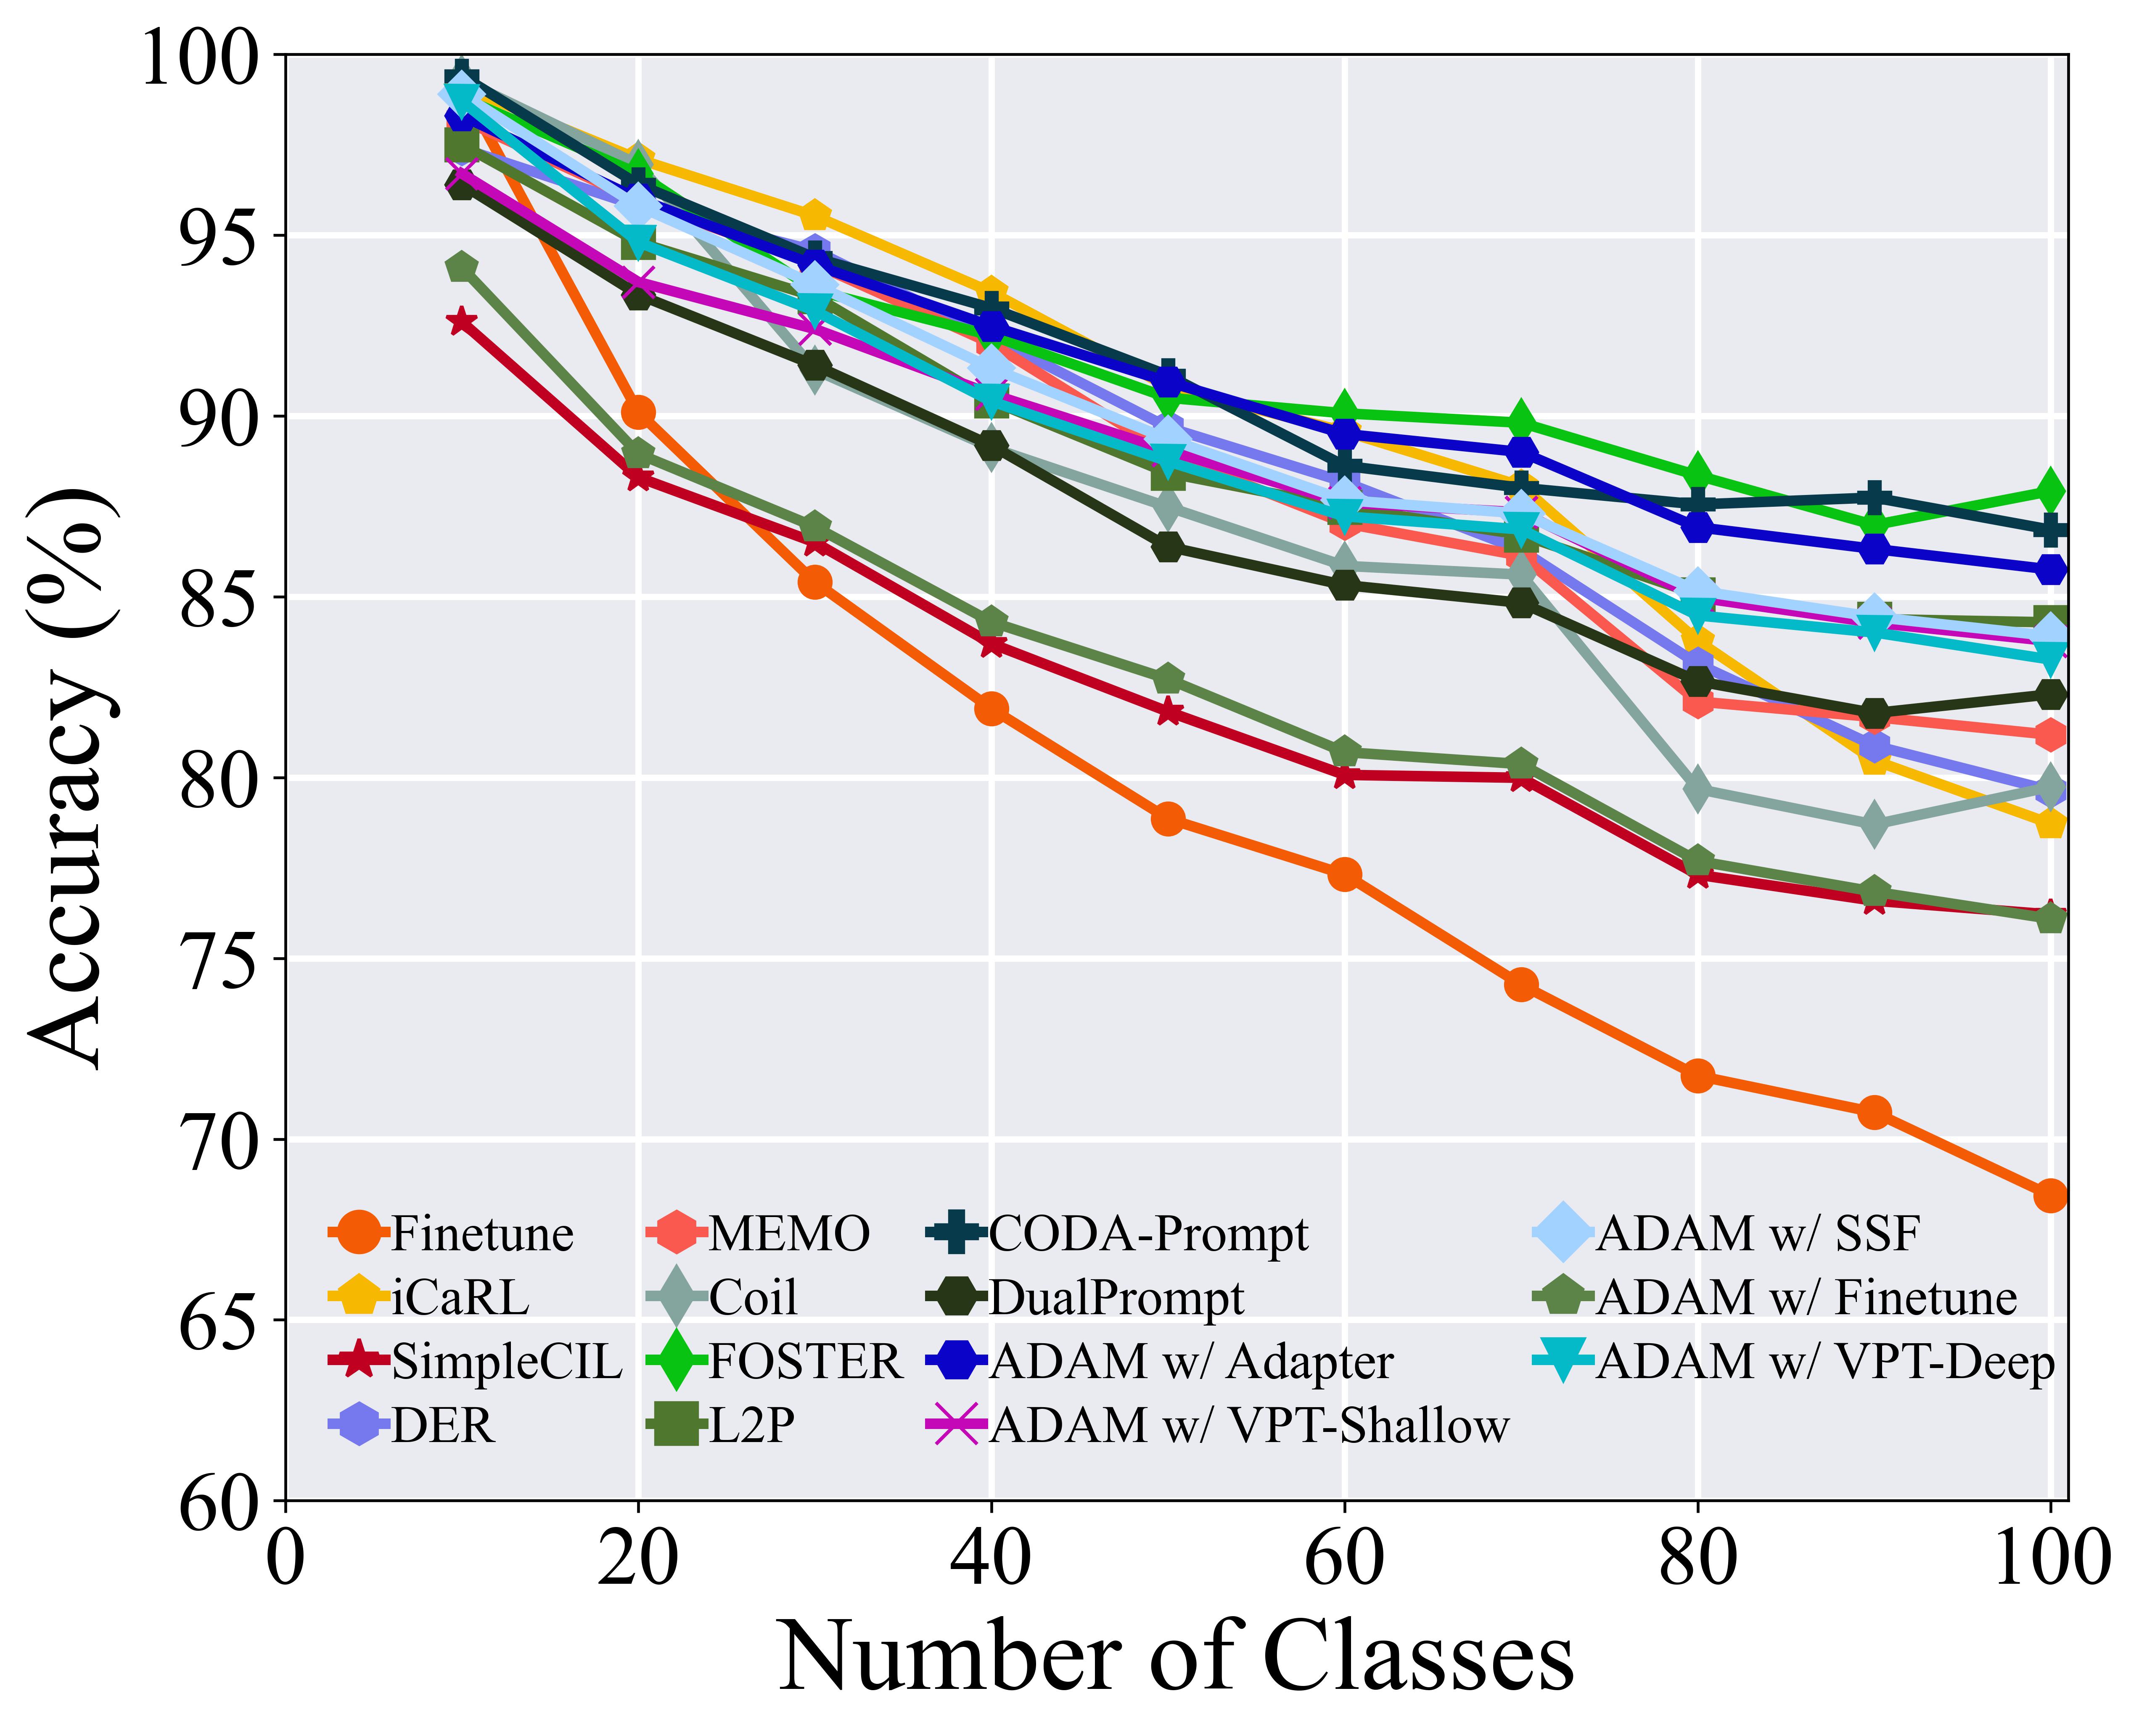 100
95
90
85
80
75
70
65
60
Accuracy (%)
Finetune
iCaRL
SimpleCIL
DER
MEMO
Coil
FOSTER
L2P
CODA-Prompt
DualPrompt
ADAM w/ Adapter
ADAM w/ VPT-Shallow
ADAM w/ SSF
ADAM w/ Finetune
ADAM w/ VPT-Deep
0 20 40 60 80 100
Number of Classes